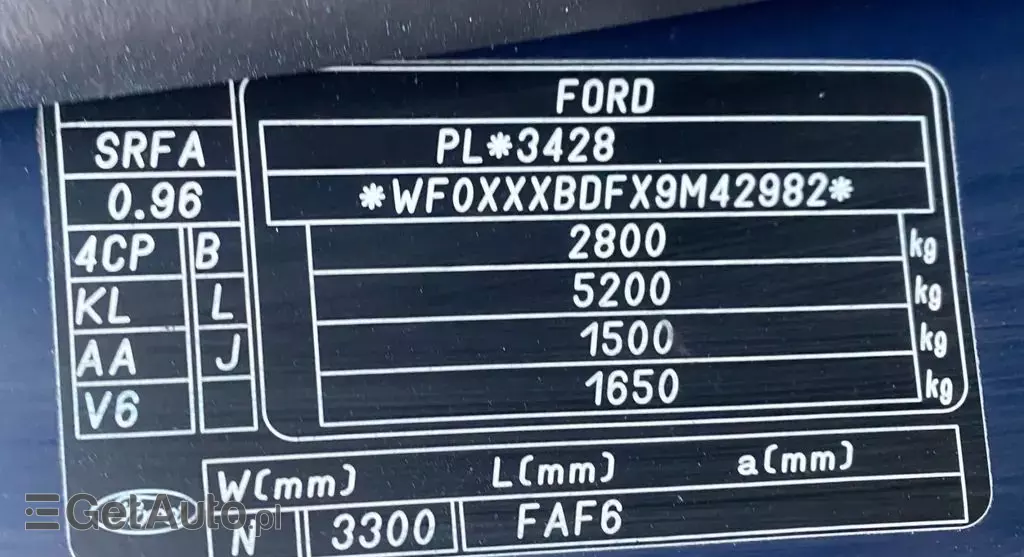 FORD
PL*3428
*WF0XXXBDFX9M42982*
2800 kg
5200 kg
1500 kg
1650 kg
SRFA
0.96
4CP B
KL L
AA J
V6
W(mm) L(mm) a(mm)
N 3300 FAF6
GetAuto.pl